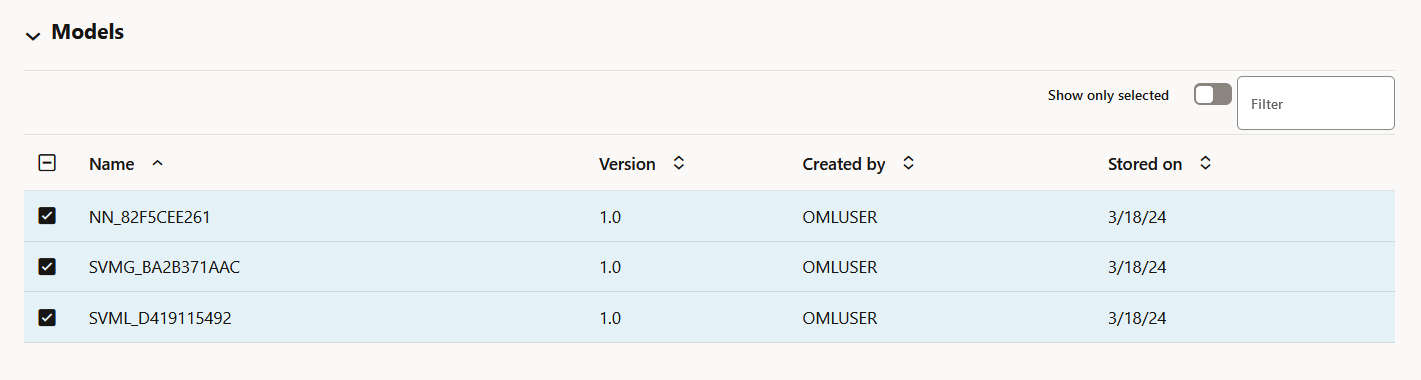 Models
Show only selected Filter
Name Version Created by Stored on
NN_82F5CEE261 1.0 OMLUSER 3/18/24
SVMG_BA2B371AAC 1.0 OMLUSER 3/18/24
SVML_D419115492 1.0 OMLUSER 3/18/24